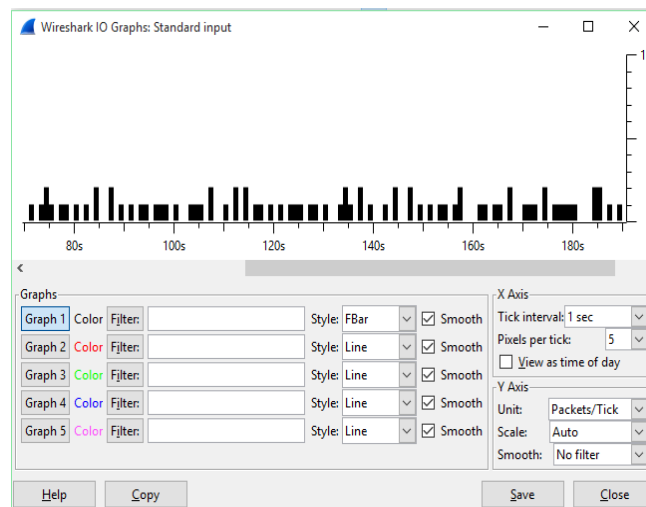 Wireshark IO Graphs: Standard input
80s 100s 120s 140s 160s 180s
Graphs
Graph 1 Color Filter: Style: FBar Smooth
Graph 2 Color Filter: Style: Line Smooth
Graph 3 Color Filter: Style: Line Smooth
Graph 4 Color Filter: Style: Line Smooth
Graph 5 Color Filter: Style: Line Smooth
X Axis
Tick interval: 1 sec
Pixels per tick: 5
View as time of day
Y Axis
Unit: Packets/Tick
Scale: Auto
Smooth: No filter
Help Copy Save Close